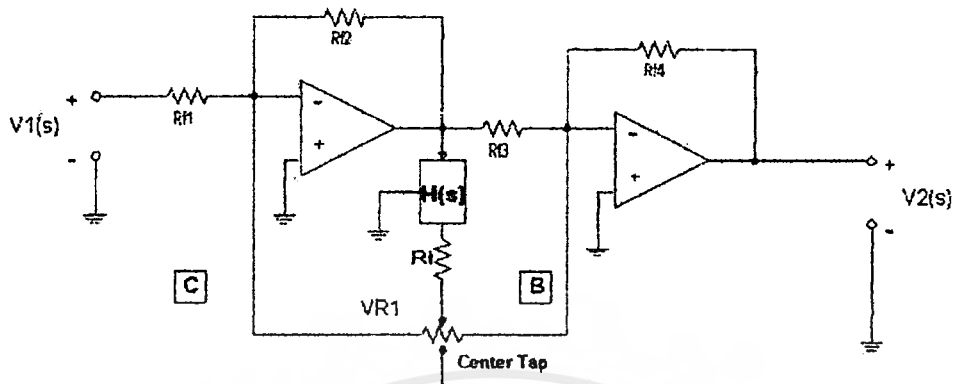 Rf2
Rf4
+
V1(s)
-
Rf1
-
+
Rf3
-
+
+
V2(s)
-
H(s)
Rf
C
B
VR1
Center Tap